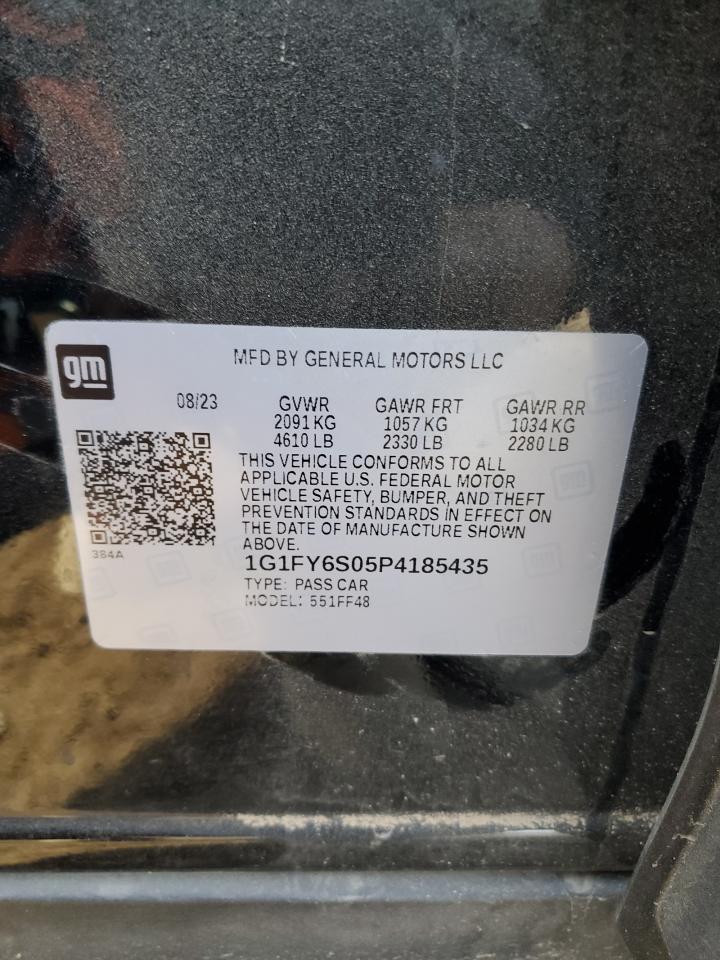 gm
MFD BY GENERAL MOTORS LLC
08/23
GVWR GAWR FRT GAWR RR
2091 KG 1057 KG 1034 KG
4610 LB 2330 LB 2280 LB
THIS VEHICLE CONFORMS TO ALL
APPLICABLE U.S. FEDERAL MOTOR
VEHICLE SAFETY, BUMPER, AND THEFT
PREVENTION STANDARDS IN EFFECT ON
THE DATE OF MANUFACTURE SHOWN
ABOVE.
384A
1G1FY6S05P4185435
TYPE: PASS CAR
MODEL: 551FF48